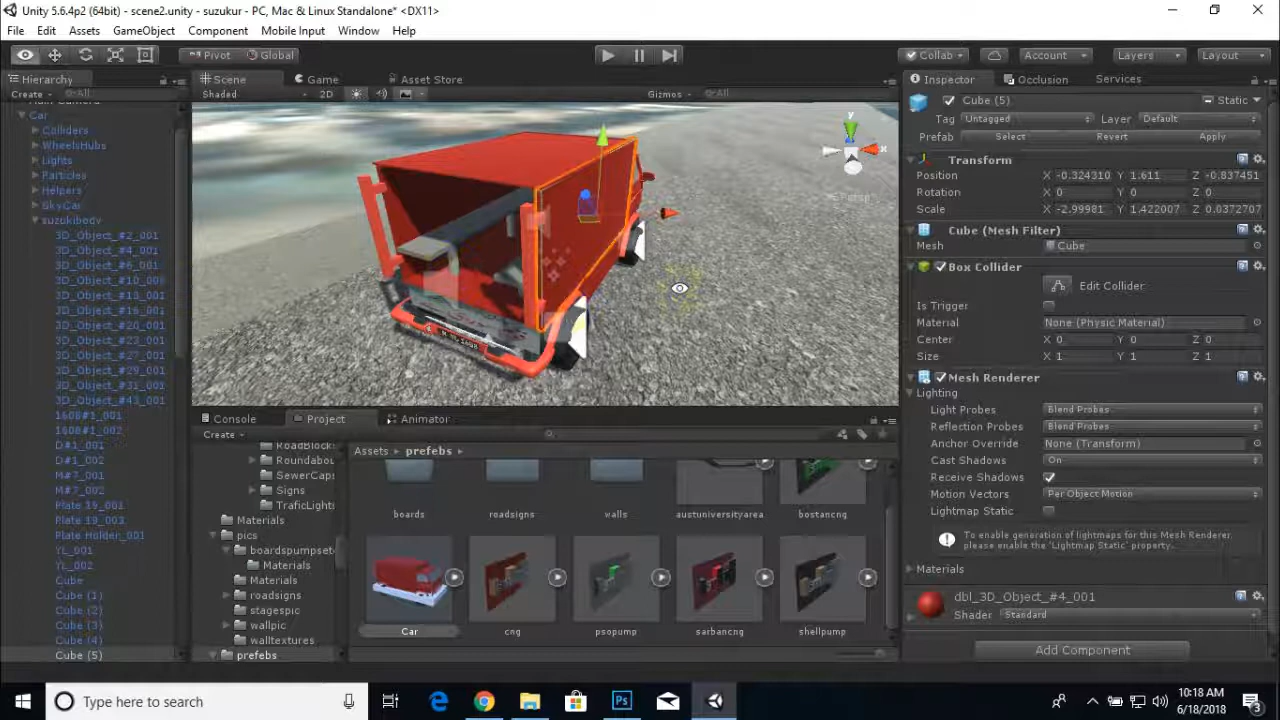 Unity 5.6.4p2 (64bit) - scene2.unity - suzukur - PC, Mac & Linux Standalone* <DX11>
File Edit Assets GameObject Component Mobile Input Window Help
Pivot Global Collab Account Layers Layout
Hierarchy Scene Game Asset Store Inspector Occlusion Services
Create All Shaded 2D Gizmos All
Car
Colliders
WheelsHubs
Lights
Particles
Helpers
SkyCar
suzukibody
3D_Object_#2_001
3D_Object_#4_001
3D_Object_#6_001
3D_Object_#10_00
3D_Object_#13_001
3D_Object_#16_001
3D_Object_#20_001
3D_Object_#23_001
3D_Object_#27_001
3D_Object_#29_001
3D_Object_#31_001
3D_Object_#43_001
1608#1_001
1608#1_002
D#1_001
D#1_002
M#7_001
M#7_002
Plate 19_001
Plate 19_003
Plate Holder_001
YL_001
YL_002
Cube
Cube (1)
Cube (2)
Cube (3)
Cube (4)
Cube (5)
y
x
Persp
Console Project Animator
Create
RoadBlock
Roundabou
SewerCaps
Signs
TraficLights
Materials
pics
boardspumpset
Materials
Materials
roadsigns
stagespic
wallpic
walltextures
prefebs
Assets prefebs
boards roadsigns walls austuniversityarea bostancng
Car cng psopump sarbancng shellpump
Cube (5) Static
Tag Untagged Layer Default
Prefab Select Revert Apply
Transform
Position X -0.324310 Y 1.611 Z -0.837451
Rotation X 0 Y 0 Z 0
Scale X -2.99981 Y 1.422007 Z 0.0372707
Cube (Mesh Filter)
Mesh Cube
Box Collider
Edit Collider
Is Trigger
Material None (Physic Material)
Center X 0 Y 0 Z 0
Size X 1 Y 1 Z 1
Mesh Renderer
Lighting
Light Probes Blend Probes
Reflection Probes Blend Probes
Anchor Override None (Transform)
Cast Shadows On
Receive Shadows
Motion Vectors Per Object Motion
Lightmap Static
To enable generation of lightmaps for this Mesh Renderer, please enable the 'Lightmap Static' property.
Materials
dbl_3D_Object_#4_001
Shader Standard
Add Component
Type here to search
Ps
10:18 AM
6/18/2018
3